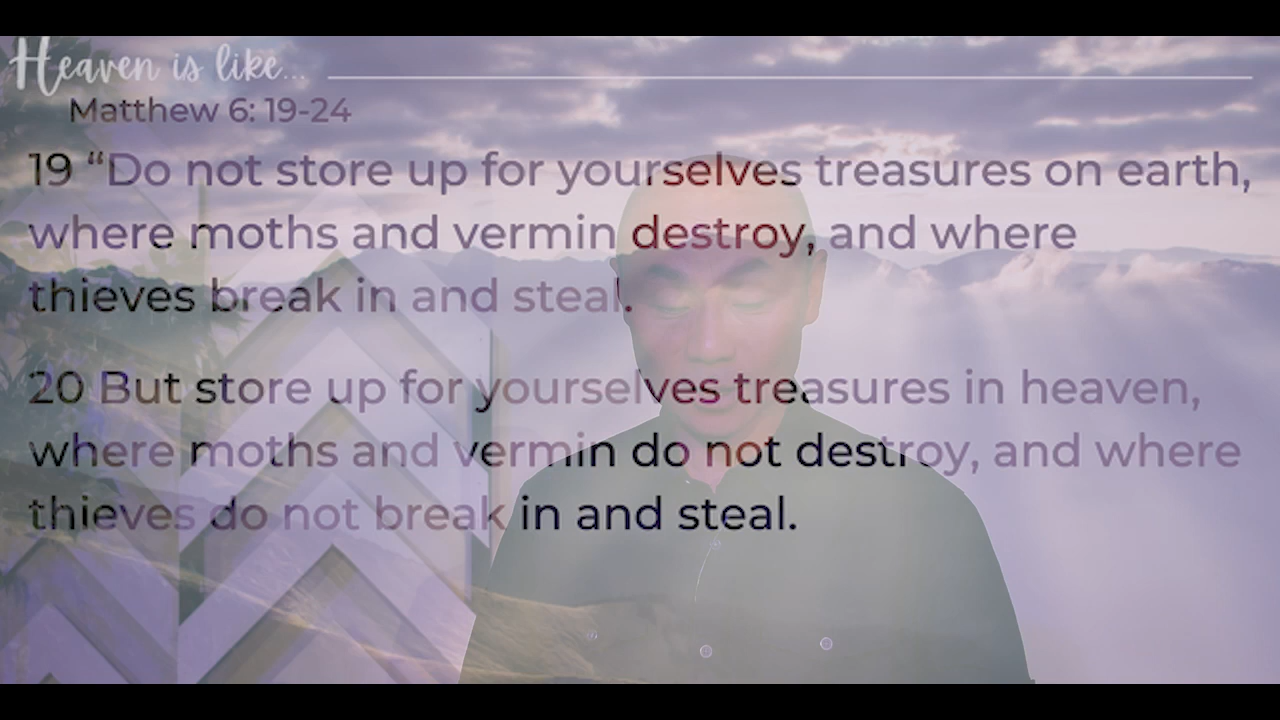 Heaven is like...
Matthew 6: 19-24
19 “Do not store up for yourselves treasures on earth,
where moths and vermin destroy, and where
thieves break in and steal.
20 But store up for yourselves treasures in heaven,
where moths and vermin do not destroy, and where
thieves do not break in and steal.